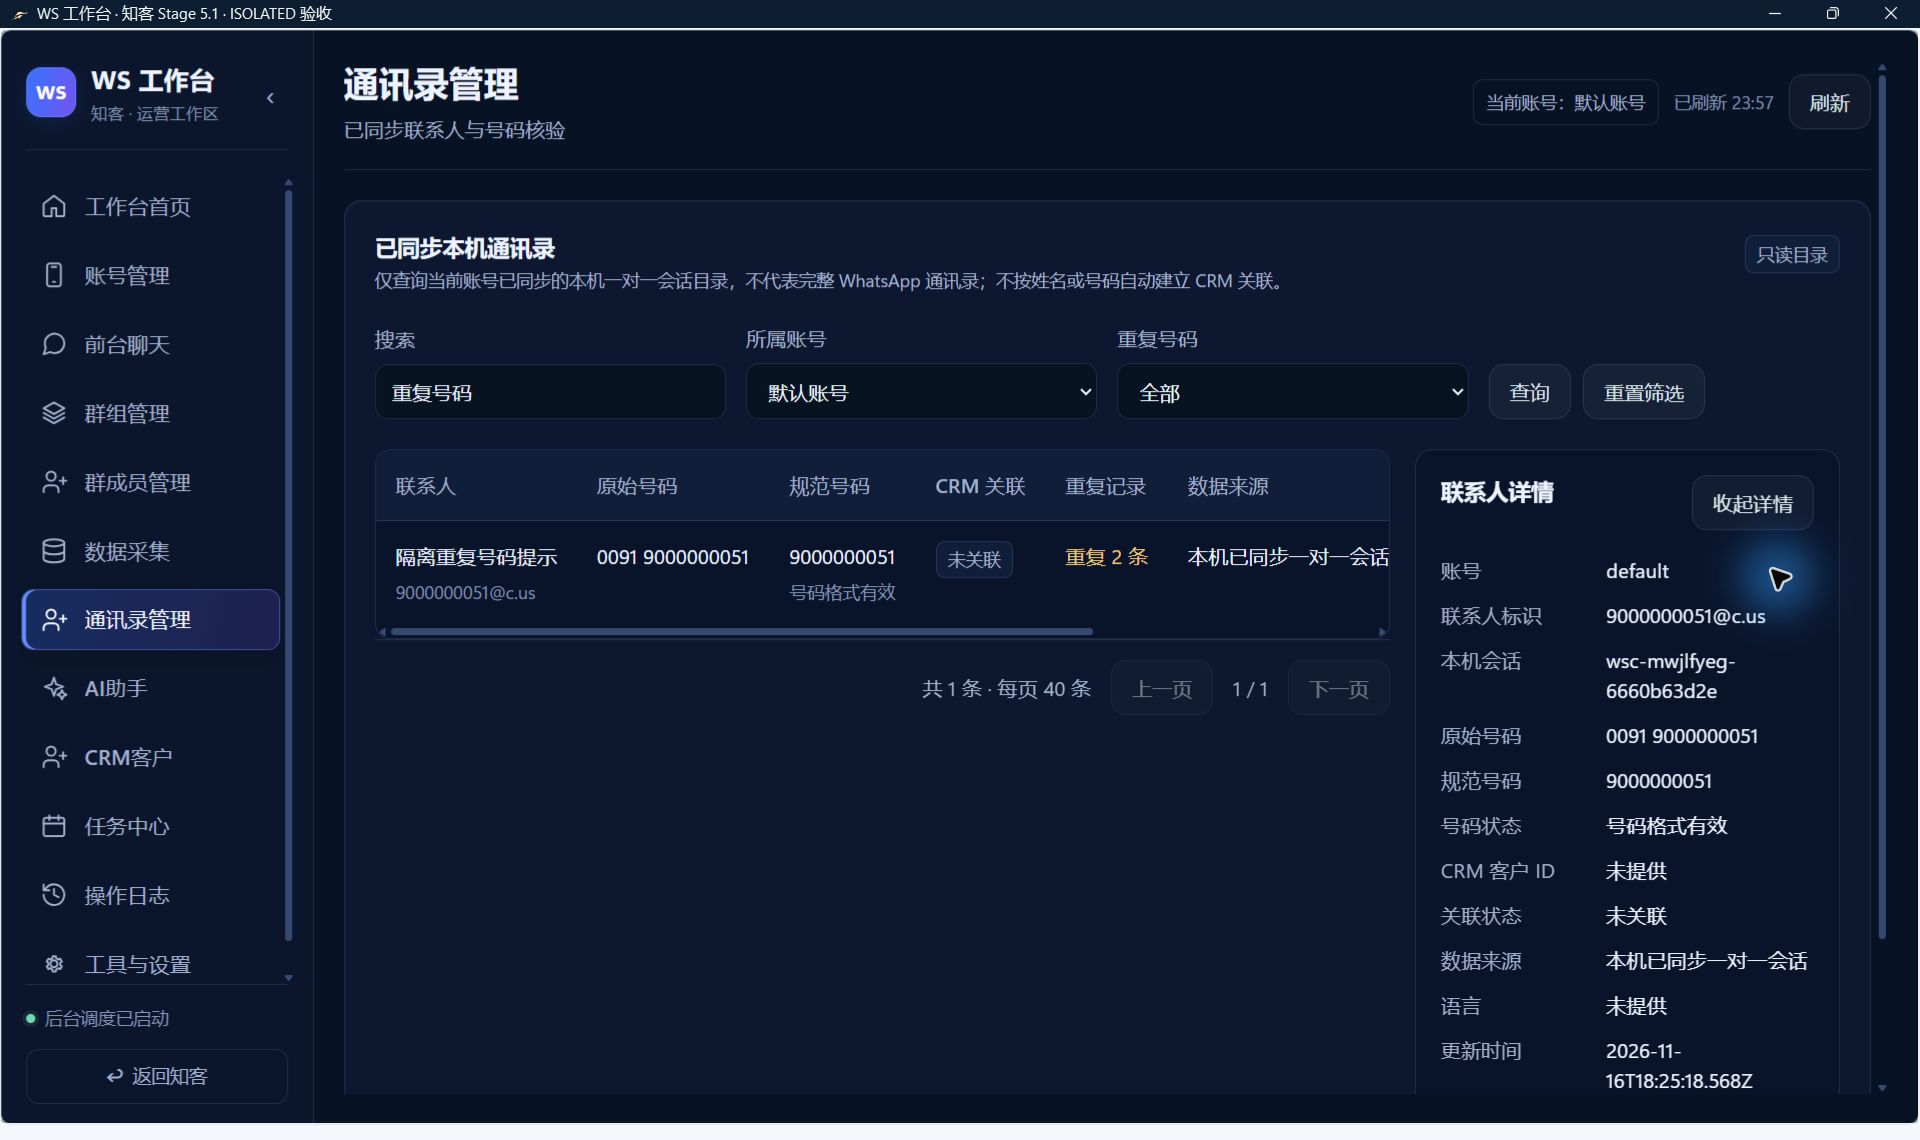 WS 工作台 · 知客 Stage 5.1 · ISOLATED 验收
WS
WS 工作台
知客 · 运营工作区
工作台首页
账号管理
前台聊天
群组管理
群成员管理
数据采集
通讯录管理
AI助手
CRM客户
任务中心
操作日志
工具与设置
后台调度已启动
返回知客
通讯录管理
已同步联系人与号码核验
当前账号：默认账号
已刷新 23:57
刷新
已同步本机通讯录
仅查询当前账号已同步的本机一对一会话目录，不代表完整 WhatsApp 通讯录；不按姓名或号码自动建立 CRM 关联。
只读目录
搜索
所属账号
重复号码
重复号码
默认账号
全部
查询
重置筛选
联系人 原始号码 规范号码 CRM 关联 重复记录 数据来源
隔离重复号码提示 0091 9000000051 9000000051 未关联 重复 2 条 本机已同步一对一会话
9000000051@c.us 号码格式有效
共 1 条 · 每页 40 条
上一页
1 / 1
下一页
联系人详情
收起详情
账号 default
联系人标识 9000000051@c.us
本机会话 wsc-mwjlfyeg-
6660b63d2e
原始号码 0091 9000000051
规范号码 9000000051
号码状态 号码格式有效
CRM 客户 ID 未提供
关联状态 未关联
数据来源 本机已同步一对一会话
语言 未提供
更新时间 2026-11-
16T18:25:18.568Z